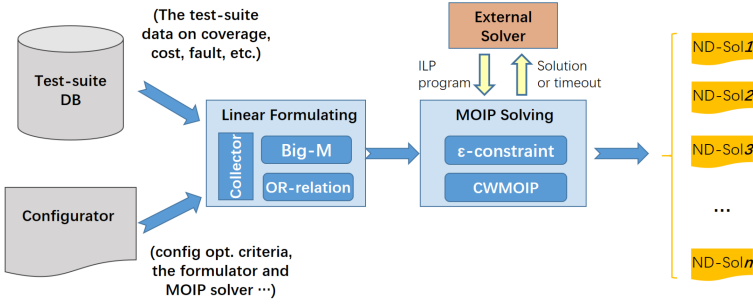 (The test-suite
data on coverage,
cost, fault, etc.)
Test-suite
DB
External
Solver
ILP
program
Solution
or timeout
Linear Formulating
Collector
Big-M
OR-relation
MOIP Solving
ε-constraint
CWMOIP
Configurator
(config opt. criteria,
the formulator and
MOIP solver ···)
ND-Sol1
ND-Sol2
ND-Sol3
...
ND-Soln